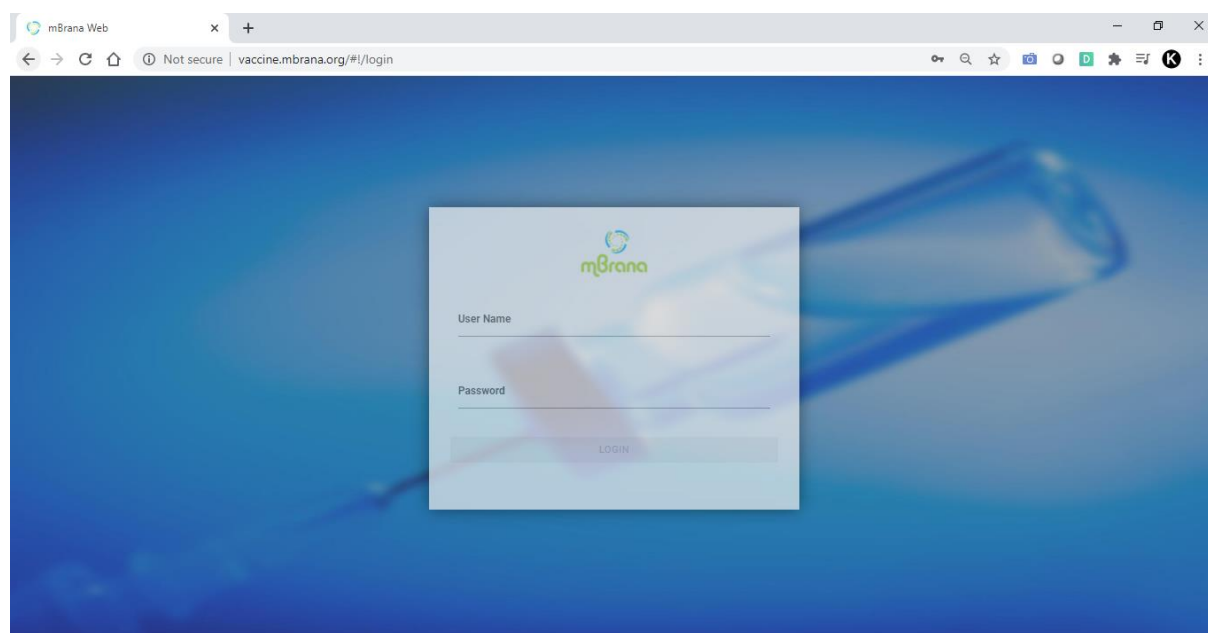 mBrana Web
Not secure | vaccine.mbrana.org/#!/login
D
K
mBrana
User Name
Password
LOGIN